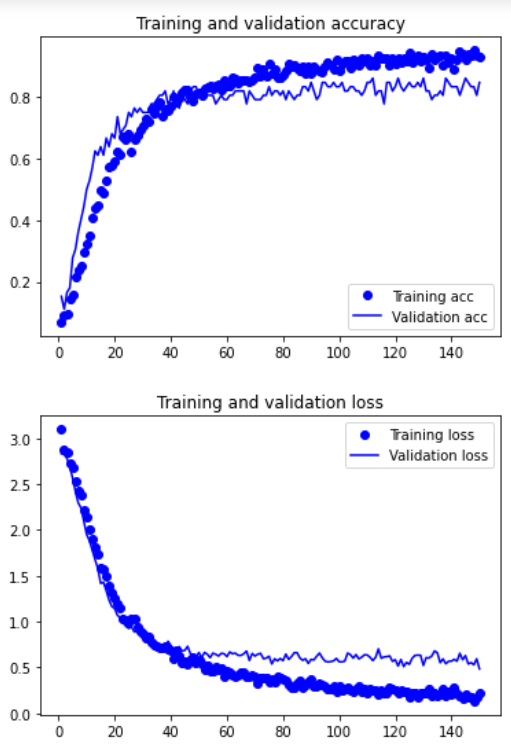 Training and validation accuracy
0.8
0.6
0.4
0.2
Training acc
Validation acc
0 20 40 60 80 100 120 140
Training and validation loss
3.0
2.5
2.0
1.5
1.0
0.5
0.0
Training loss
Validation loss
0 20 40 60 80 100 120 140